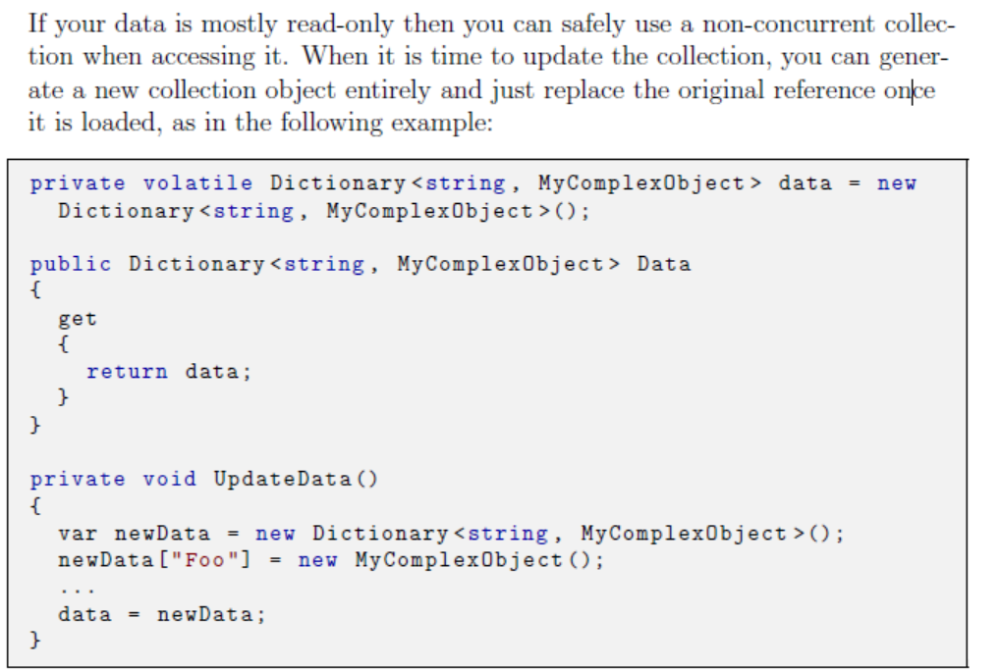 If your data is mostly read-only then you can safely use a non-concurrent collec-
tion when accessing it. When it is time to update the collection, you can gener-
ate a new collection object entirely and just replace the original reference once
it is loaded, as in the following example:
private volatile Dictionary<string, MyComplexObject> data = new
Dictionary<string, MyComplexObject>();
public Dictionary<string, MyComplexObject> Data
{
get
{
return data;
}
}
private void UpdateData()
{
var newData = new Dictionary<string, MyComplexObject>();
newData["Foo"] = new MyComplexObject();
...
data = newData;
}